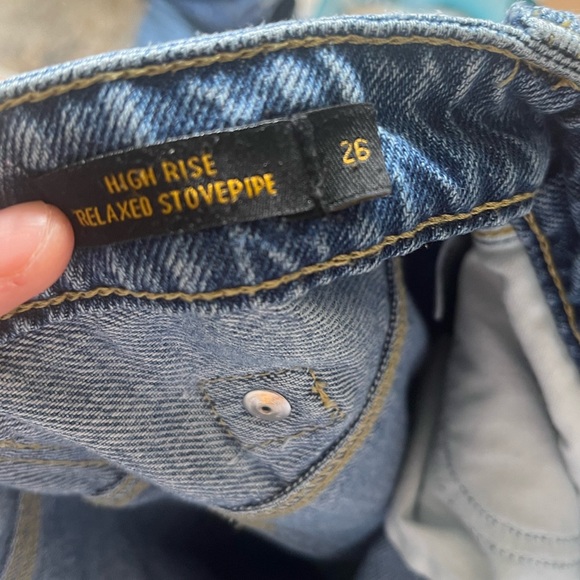 HIGH RISE
RELAXED STOVEPIPE
26